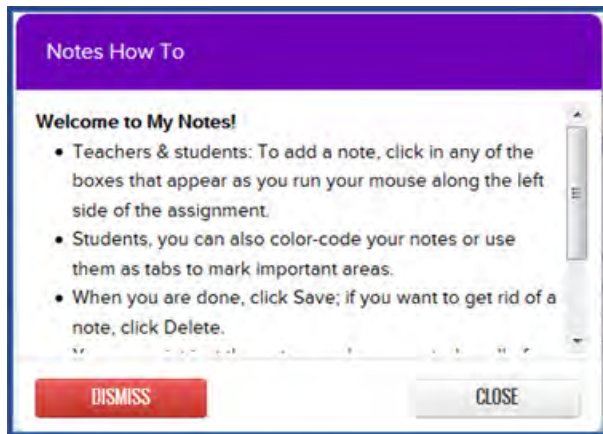 Notes How To
Welcome to My Notes!
• Teachers & students: To add a note, click in any of the
boxes that appear as you run your mouse along the left
side of the assignment.
• Students, you can also color-code your notes or use
them as tabs to mark important areas.
• When you are done, click Save; if you want to get rid of a
note, click Delete.
DISMISS
CLOSE